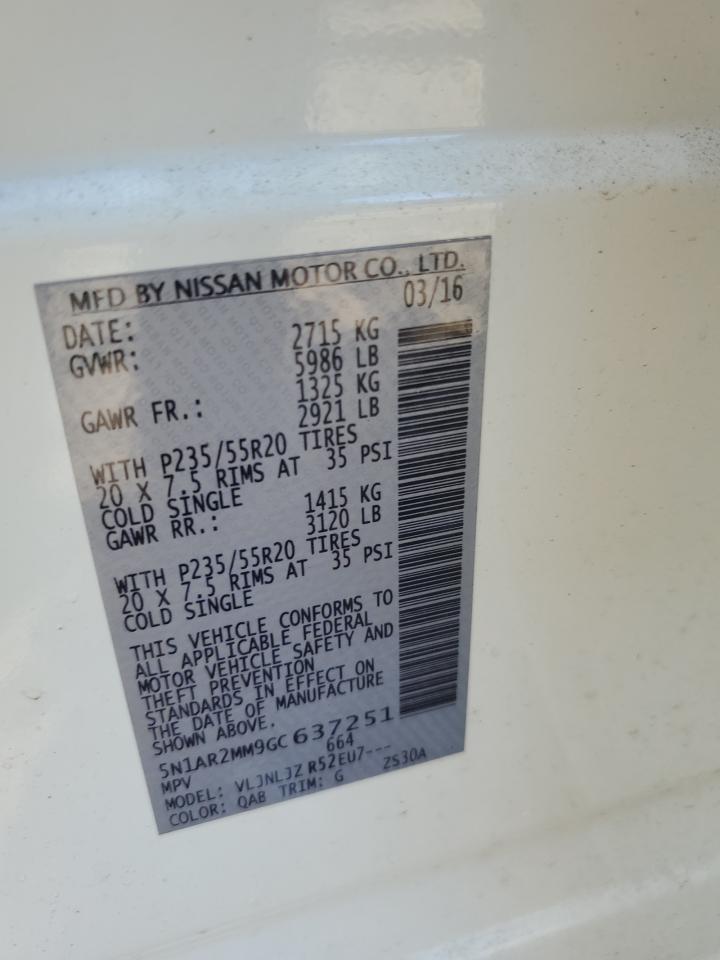 MFD BY NISSAN MOTOR CO., LTD.
DATE: 03/16
GVWR: 2715 KG
5986 LB
GAWR FR.: 1325 KG
2921 LB
WITH P235/55R20 TIRES
20 X 7.5 RIMS AT 35 PSI
COLD SINGLE
GAWR RR.: 1415 KG
3120 LB
WITH P235/55R20 TIRES
20 X 7.5 RIMS AT 35 PSI
COLD SINGLE
THIS VEHICLE CONFORMS TO
ALL APPLICABLE FEDERAL
MOTOR VEHICLE SAFETY AND
THEFT PREVENTION
STANDARDS IN EFFECT ON
THE DATE OF MANUFACTURE
SHOWN ABOVE.
5N1AR2MM9GC637251
MPV 664
MODEL: VLJNLJZ R52EU7---
COLOR: QAB TRIM: G ZS30A